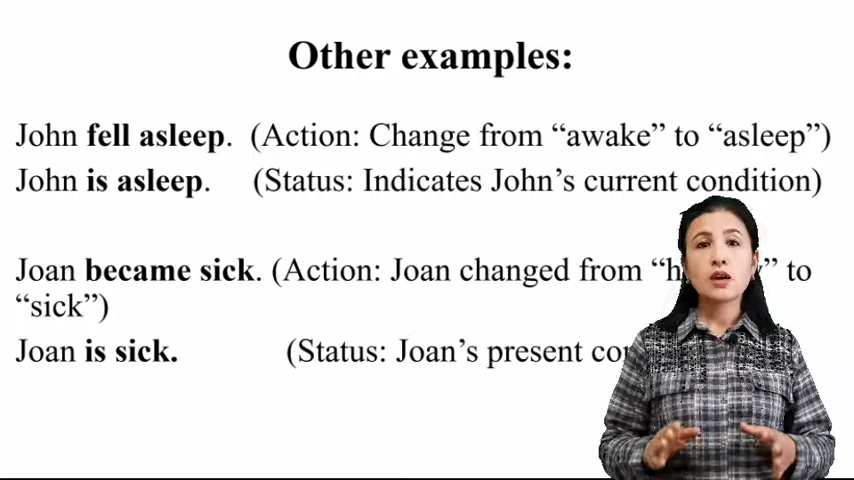 Other examples:
John fell asleep. (Action: Change from “awake” to “asleep”)
John is asleep. (Status: Indicates John’s current condition)
Joan became sick. (Action: Joan changed from “ ” to
“sick”)
Joan is sick. (Status: Joan’s present